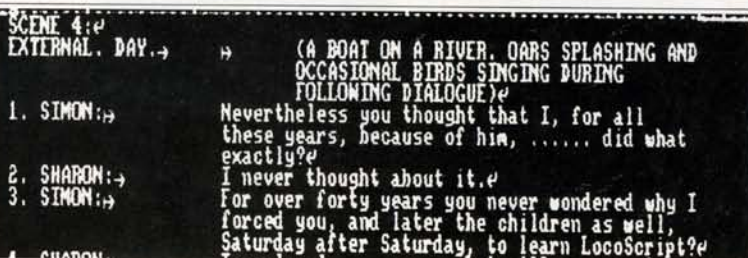 SCENE 4:
EXTERNAL. DAY. (A BOAT ON A RIVER. OARS SPLASHING AND
OCCASIONAL BIRDS SINGING DURING
FOLLOWING DIALOGUE)
1. SIMON: Nevertheless you thought that I, for all
these years, because of him, ...... did what
exactly?
2. SHARON: I never thought about it.
3. SIMON: For over forty years you never wondered why I
forced you, and later the children as well,
Saturday after Saturday, to learn LocoScript?
4. SHARON: